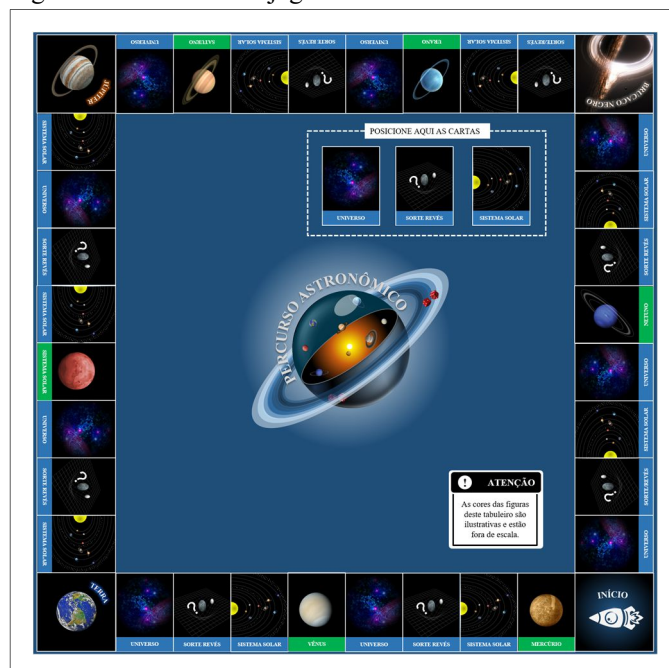 UNIVERSO
SATURNO
SISTEMA SOLAR
SORTE REVÉS
UNIVERSO
URANO
SISTEMA SOLAR
SORTE/REVÉS
JÚPITER
NEGRO
SISTEMA SOLAR
UNIVERSO
SORTE REVÉS
SISTEMA SOLAR
SISTEMA SOLAR
UNIVERSO
SORTE REVÉS
SISTEMA SOLAR
POSICIONE AQUI AS CARTAS
UNIVERSO
SORTE REVÉS
SISTEMA SOLAR
PERCURSO ASTRONÔMICO
! ATENÇÃO
As cores das figuras
deste tabuleiro são
ilustrativas e estão
fora de escala.
UNIVERSO
SISTEMA SOLAR
SORTE REVÉS
NETUNO
UNIVERSO
SISTEMA SOLAR
SORTE/REVÉS
UNIVERSO
TERRA
UNIVERSO
SORTE REVÉS
SISTEMA SOLAR
VÊNUS
UNIVERSO
SORTE REVÉS
SISTEMA SOLAR
MERCÚRIO
INÍCIO